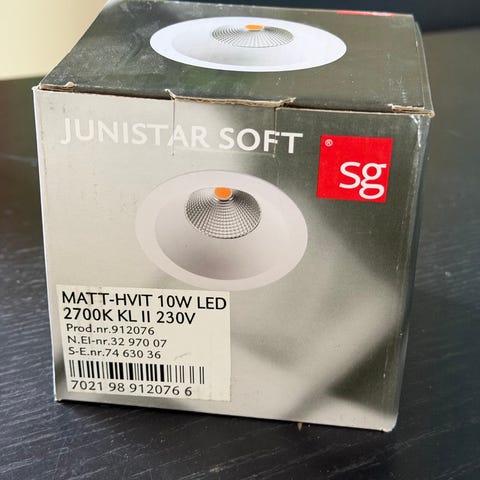 JUNISTAR SOFT
® sg
MATT-HVIT 10W LED
2700K KL II 230V
Prod.nr.912076
N.El-nr.32 970 07
S-E.nr.74 630 36
7021 98 912076 6